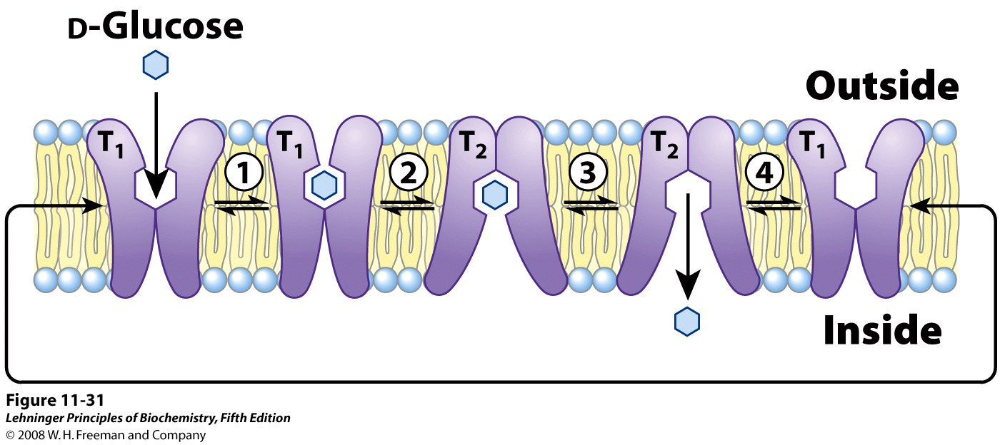 D-Glucose
Outside
T1
T1
T2
T2
T1
1
2
3
4
Inside
Figure 11-31
Lehninger Principles of Biochemistry, Fifth Edition
© 2008 W. H. Freeman and Company